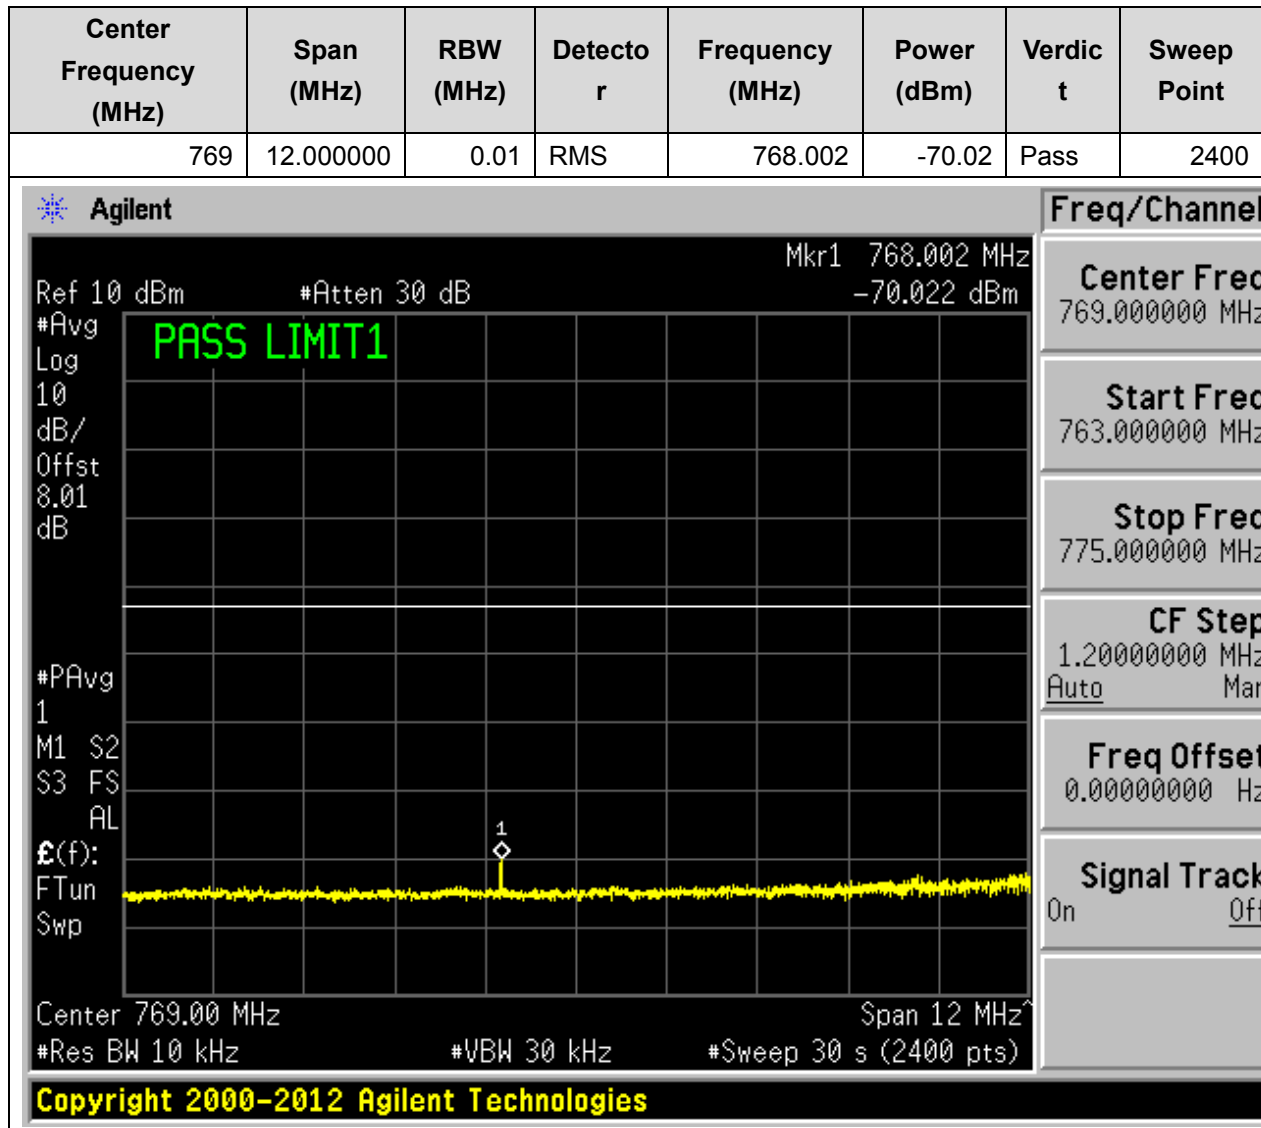 Center Frequency (MHz) Span (MHz) RBW (MHz) Detector Frequency (MHz) Power (dBm) Verdict Sweep Point
769 12.000000 0.01 RMS 768.002 -70.02 Pass 2400
Agilent
Freq/Channel
Mkr1 768.002 MHz
Ref 10 dBm #Atten 30 dB -70.022 dBm
#Avg
Log
10
dB/
Offst
8.01
dB
PASS LIMIT1
#PAvg
1
M1 S2
S3 FS
AL
£(f):
FTun
Swp
1
Center 769.00 MHz Span 12 MHz^
#Res BW 10 kHz #VBW 30 kHz #Sweep 30 s (2400 pts)
Center Freq
769.000000 MHz
Start Freq
763.000000 MHz
Stop Freq
775.000000 MHz
CF Step
1.20000000 MHz
Auto Man
Freq Offset
0.00000000 Hz
Signal Track
On Off
Copyright 2000-2012 Agilent Technologies